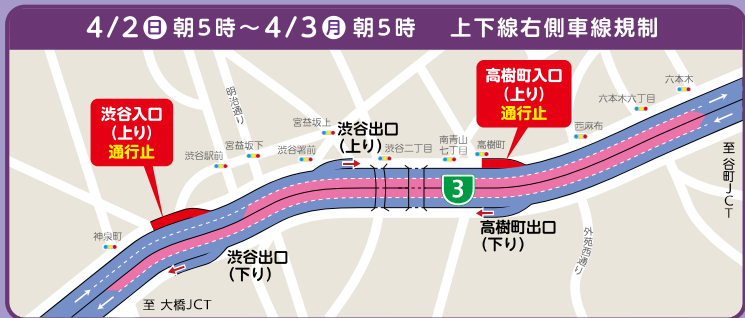 4/2日朝5時～4/3月朝5時 上下線右側車線規制
渋谷入口
(上り)
通行止
高樹町入口
(上り)
通行止
六本木
六本木六丁目
西麻布
明治通り
宮益坂上
宮益坂下
渋谷駅前
渋谷署前
渋谷出口
(上り)
渋谷二丁目
南青山
七丁目
高樹町
至 谷町JCT
3
神泉町
渋谷出口
(下り)
高樹町出口
(下り)
外苑西通り
至 大橋JCT